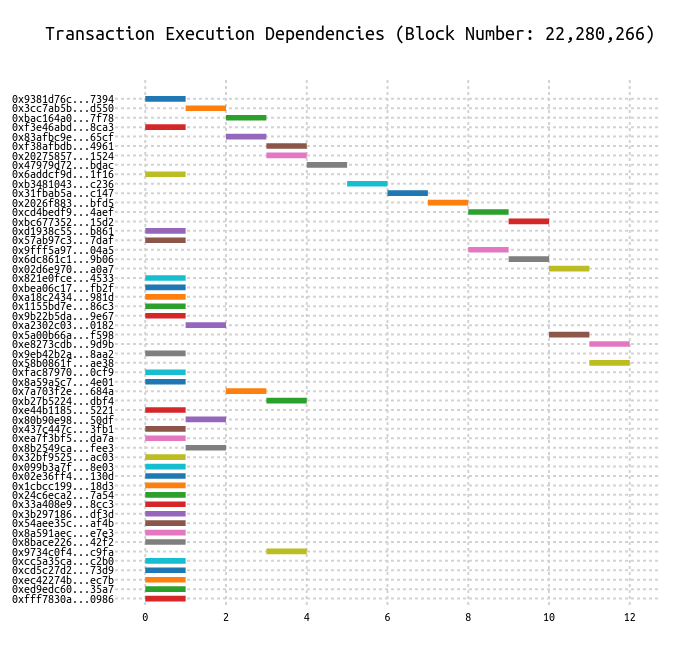 Transaction Execution Dependencies (Block Number: 22,280,266)
0x9381d76c...7394
0x3cc7ab5b...d550
0xbac164a0...7f78
0xf3e46abd...8ca3
0x83afbc9e...65cf
0xf38afbdb...4961
0x20275857...1524
0x47979d72...bdac
0x6addcf9d...1f16
0xb3481043...c236
0x31fbab5a...c147
0x2026f883...bfd5
0xcd4bedf9...4aef
0xbc677352...15d2
0xd1938c55...b861
0x57ab97c3...7daf
0x9fff5a97...04a5
0x6dc861c1...9b06
0x02d6e970...a0a7
0x821e0fce...4533
0xbea06c17...fb2f
0xa18c2434...981d
0x1155bd7e...86c3
0x9b22b5da...9e67
0xa2302c03...0182
0x5a00b66a...f598
0xe8273cdb...9d9b
0x9eb42b2a...8aa2
0x58b0861f...ae38
0xfac87970...0cf9
0x8a59a5c7...4e01
0x7a703f2e...684a
0xb27b5224...dbf4
0xe44b1185...5221
0x80b90e98...50df
0x437c447c...3fb1
0xea7f3bf5...da7a
0x8b2549ca...fee3
0x32bf9525...ac03
0x099b3a7f...8e03
0x02e36ff4...130d
0x1cbcc199...18d3
0x24c6eca2...7a54
0x33a408e9...8cc3
0x3b297186...df3d
0x54aee35c...af4b
0x8a591aec...e7e3
0x8bace226...42f2
0x9734c0f4...c9fa
0xcc5a35ca...c2b0
0xcd5c27d2...73d9
0xec42274b...ec7b
0xed9edc60...35a7
0xfff7830a...0986
0 2 4 6 8 10 12